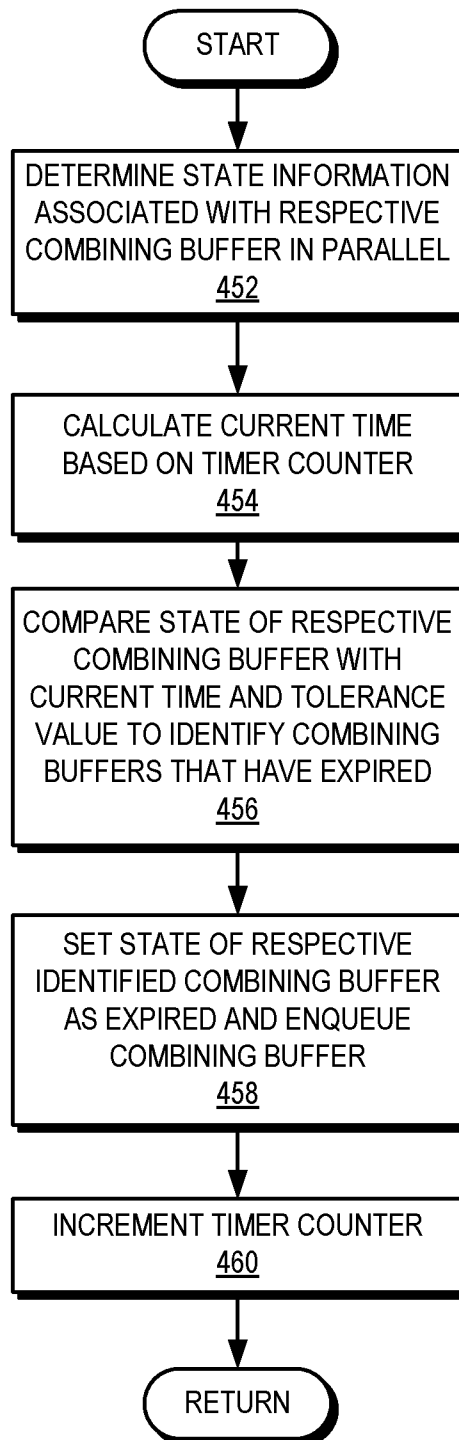 START
DETERMINE STATE INFORMATION
ASSOCIATED WITH RESPECTIVE
COMBINING BUFFER IN PARALLEL
452
CALCULATE CURRENT TIME
BASED ON TIMER COUNTER
454
COMPARE STATE OF RESPECTIVE
COMBINING BUFFER WITH
CURRENT TIME AND TOLERANCE
VALUE TO IDENTIFY COMBINING
BUFFERS THAT HAVE EXPIRED
456
SET STATE OF RESPECTIVE
IDENTIFIED COMBINING BUFFER
AS EXPIRED AND ENQUEUE
COMBINING BUFFER
458
INCREMENT TIMER COUNTER
460
RETURN